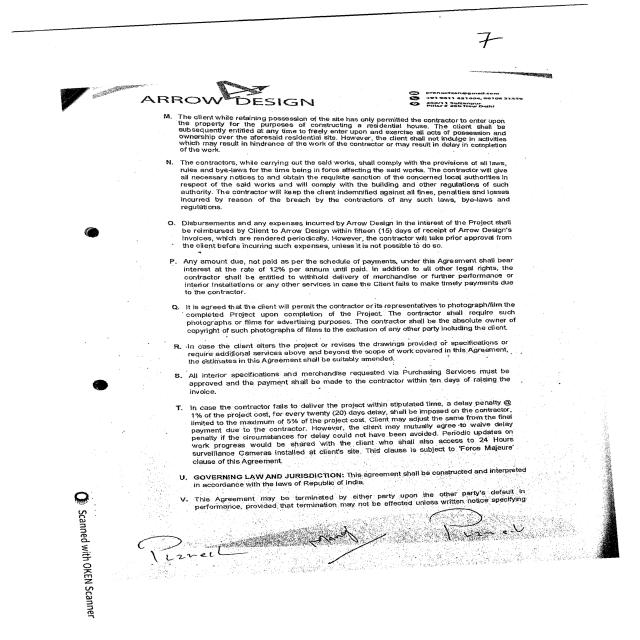 7
ARROW DESIGN
M. The client while retaining possession of the site has only permitted the contractor to enter upon
the property for the purposes of constructing a residential house. The client shall be
subsequently entitled at any time to freely enter upon and exercise all acts of possession and
ownership over the aforesaid residential site. However, the client shall not indulge in activities
which may result in hindrance of the work of the contractor or may result in delay in completion
of the work.
N. The contractors, while carrying out the said works, shall comply with the provisions of all laws,
rules and bye-laws for the time being in force affecting the said works. The contractor will give
all necessary notices to and obtain the requisite sanction of the concerned local authorities in
respect of the said works and will comply with the building and other regulations of such
authority. The contractor will keep the client indemnified against all fines, penalties and losses
incurred by reason of the breach by the contractors of any such laws, bye-laws and
regulations.
O. Disbursements and any expenses incurred by Arrow Design in the interest of the Project shall
be reimbursed by Client to Arrow Design within fifteen (15) days of receipt of Arrow Design's
invoices, which are rendered periodically. However, the contractor will take prior approval from
the client before incurring such expenses, unless it is not possible to do so.
P. Any amount due, not paid as per the schedule of payments, under this Agreement shall bear
interest at the rate of 12% per annum until paid. In addition to all other legal rights, the
contractor shall be entitled to withhold delivery of merchandise or further performance or
Interior Installations or any other services in case the Client fails to make timely payments due
to the contractor.
Q. It is agreed that the client will permit the contractor or its representatives to photograph/film the
completed Project upon completion of the Project. The contractor shall require such
photographs or films for advertising purposes. The contractor shall be the absolute owner of
copyright of such photographs of films to the exclusion of any other party including the client.
R. In case the client alters the project or revises the drawings provided or specifications or
require additional services above and beyond the scope of work covered in this Agreement,
the estimates in this Agreement shall be suitably amended.
S. All interior specifications and merchandise requested via Purchasing Services must be
approved and the payment shall be made to the contractor within ten days of raising the
invoice.
T. In case the contractor fails to deliver the project within stipulated time, a delay penalty @
1% of the project cost, for every twenty (20) days delay, shall be imposed on the contractor,
limited to the maximum of 5% of the project cost. Client may adjust the same from the final
payment due to the contractor. However, the client may mutually agree to waive delay
penalty if the circumstances for delay could not have been avoided. Periodic updates on
work progress would be shared with the client who shall also access to 24 Hours
surveillance Cameras installed at client's site. This clause is subject to 'Force Majeure'
clause of this Agreement.
U. GOVERNING LAW AND JURISDICTION: This agreement shall be constructed and interpreted
in accordance with the laws of Republic of India.
V. This Agreement may be terminated by either party upon the other party's default in
performance, provided that termination may not be effected unless written notice specifying
Scanned with OKEN Scanner